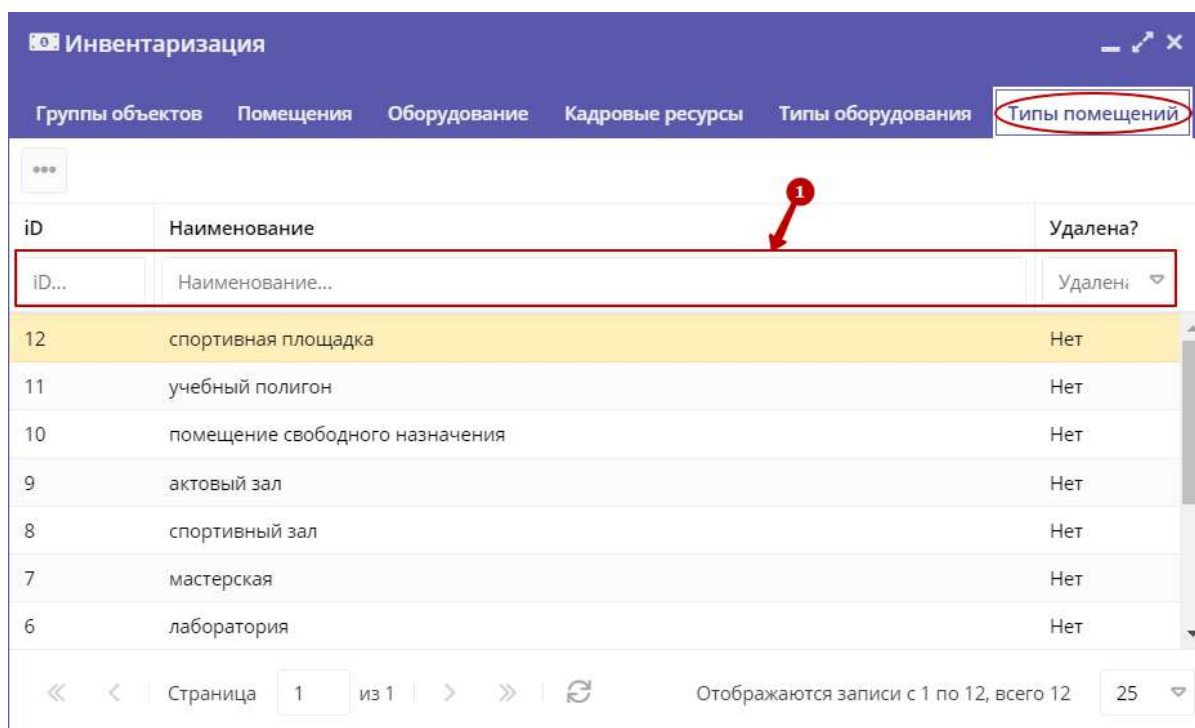 Инвентаризация
Группы объектов Помещения Оборудование Кадровые ресурсы Типы оборудования Типы помещений
1
iD Наименование Удалена?
iD... Наименование... Удалена
12 спортивная площадка Нет
11 учебный полигон Нет
10 помещение свободного назначения Нет
9 актовый зал Нет
8 спортивный зал Нет
7 мастерская Нет
6 лаборатория Нет
Страница 1 из 1 Отображаются записи с 1 по 12, всего 12 25